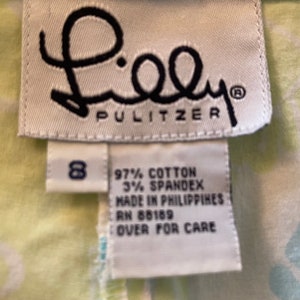 Lilly®
PULITZER
8
97% COTTON
3% SPANDEX
MADE IN PHILIPPINES
RN 88189
OVER FOR CARE